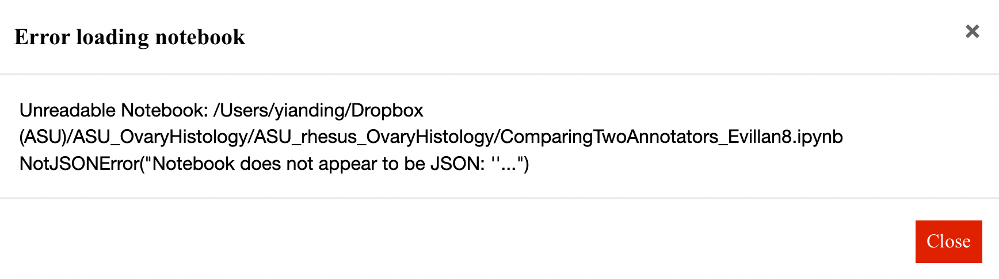 Error loading notebook
×
Unreadable Notebook: /Users/yianding/Dropbox
(ASU)/ASU_OvaryHistology/ASU_rhesus_OvaryHistology/ComparingTwoAnnotators_Evillan8.ipynb
NotJSONError("Notebook does not appear to be JSON: ''...")
Close